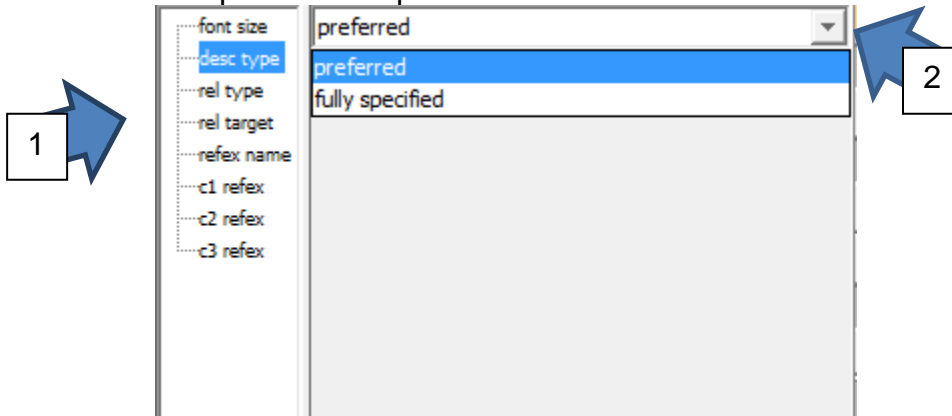 font size
desc type
rel type
rel target
refex name
c1 refex
c2 refex
c3 refex
preferred
preferred
fully specified
1
2